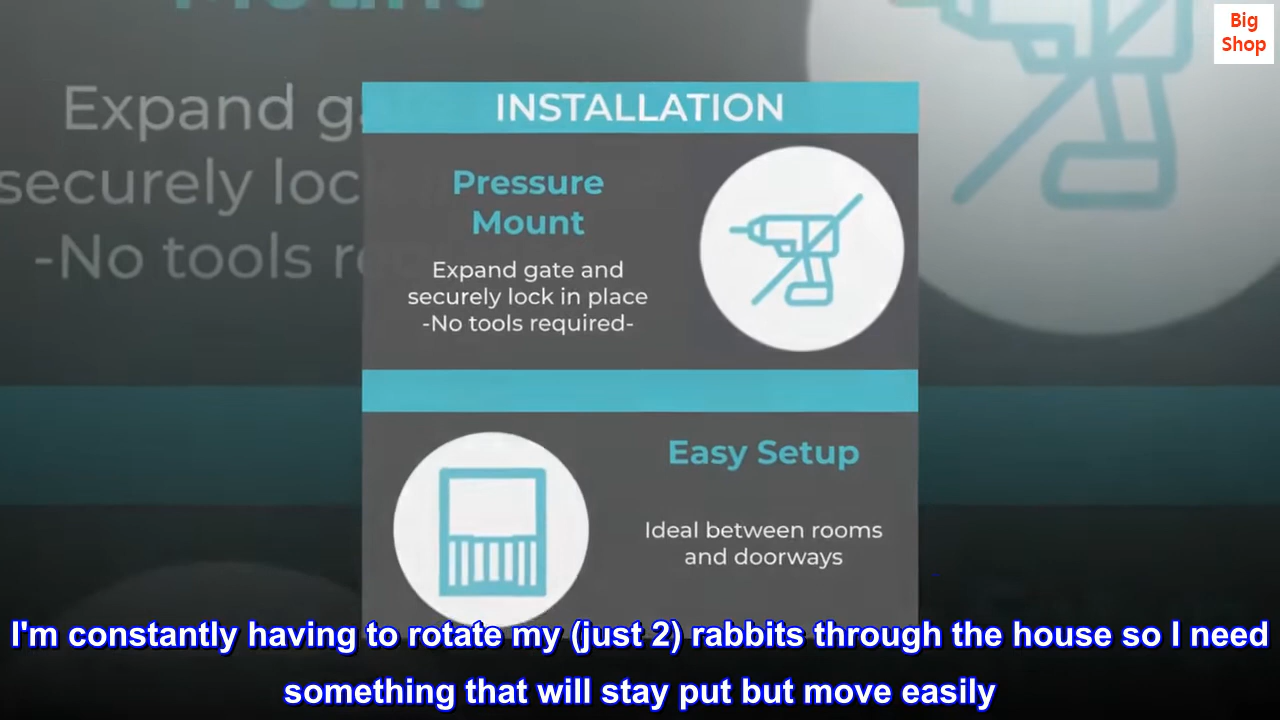 Mount
Expand g
securely loc
-No tools r
Big
Shop
INSTALLATION
Pressure
Mount
Expand gate and
securely lock in place
-No tools required-
Easy Setup
Ideal between rooms
and doorways
I'm constantly having to rotate my (just 2) rabbits through the house so I need
something that will stay put but move easily